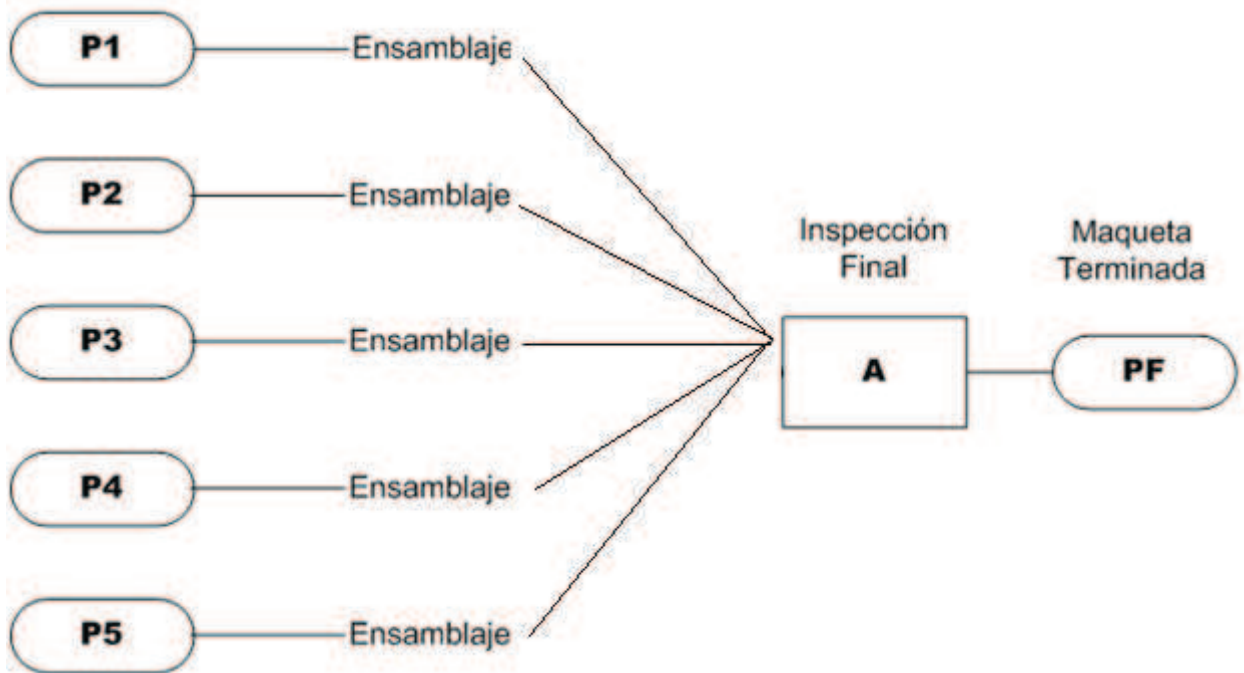 P1
Ensamblaje
P2
Ensamblaje
P3
Ensamblaje
P4
Ensamblaje
P5
Ensamblaje
Inspección
Final
A
Maqueta
Terminada
PF